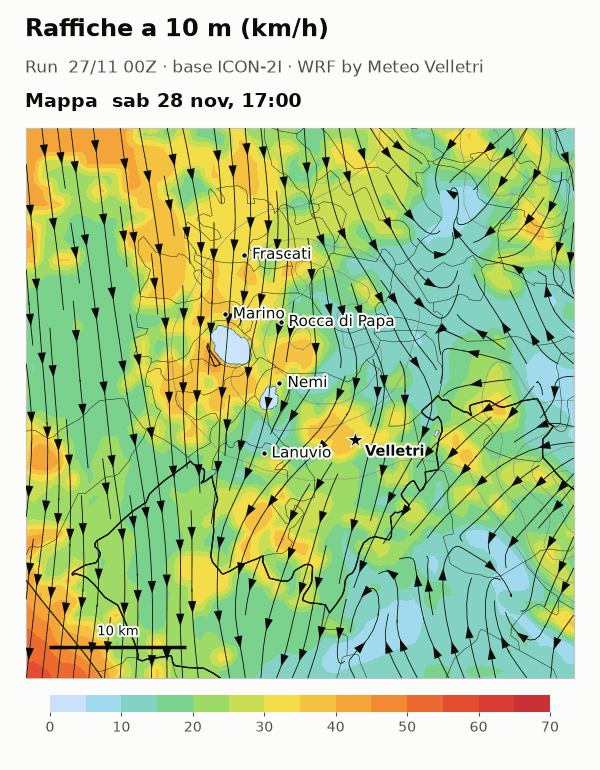 Raffiche a 10 m (km/h)
Run  27/11 00Z · base ICON-2I · WRF by Meteo Velletri
Mappa  sab 28 nov, 17:00
Frascati
Marino
Rocca di Papa
Nemi
Velletri
Lanuvio
10 km
0 10 20 30 40 50 60 70